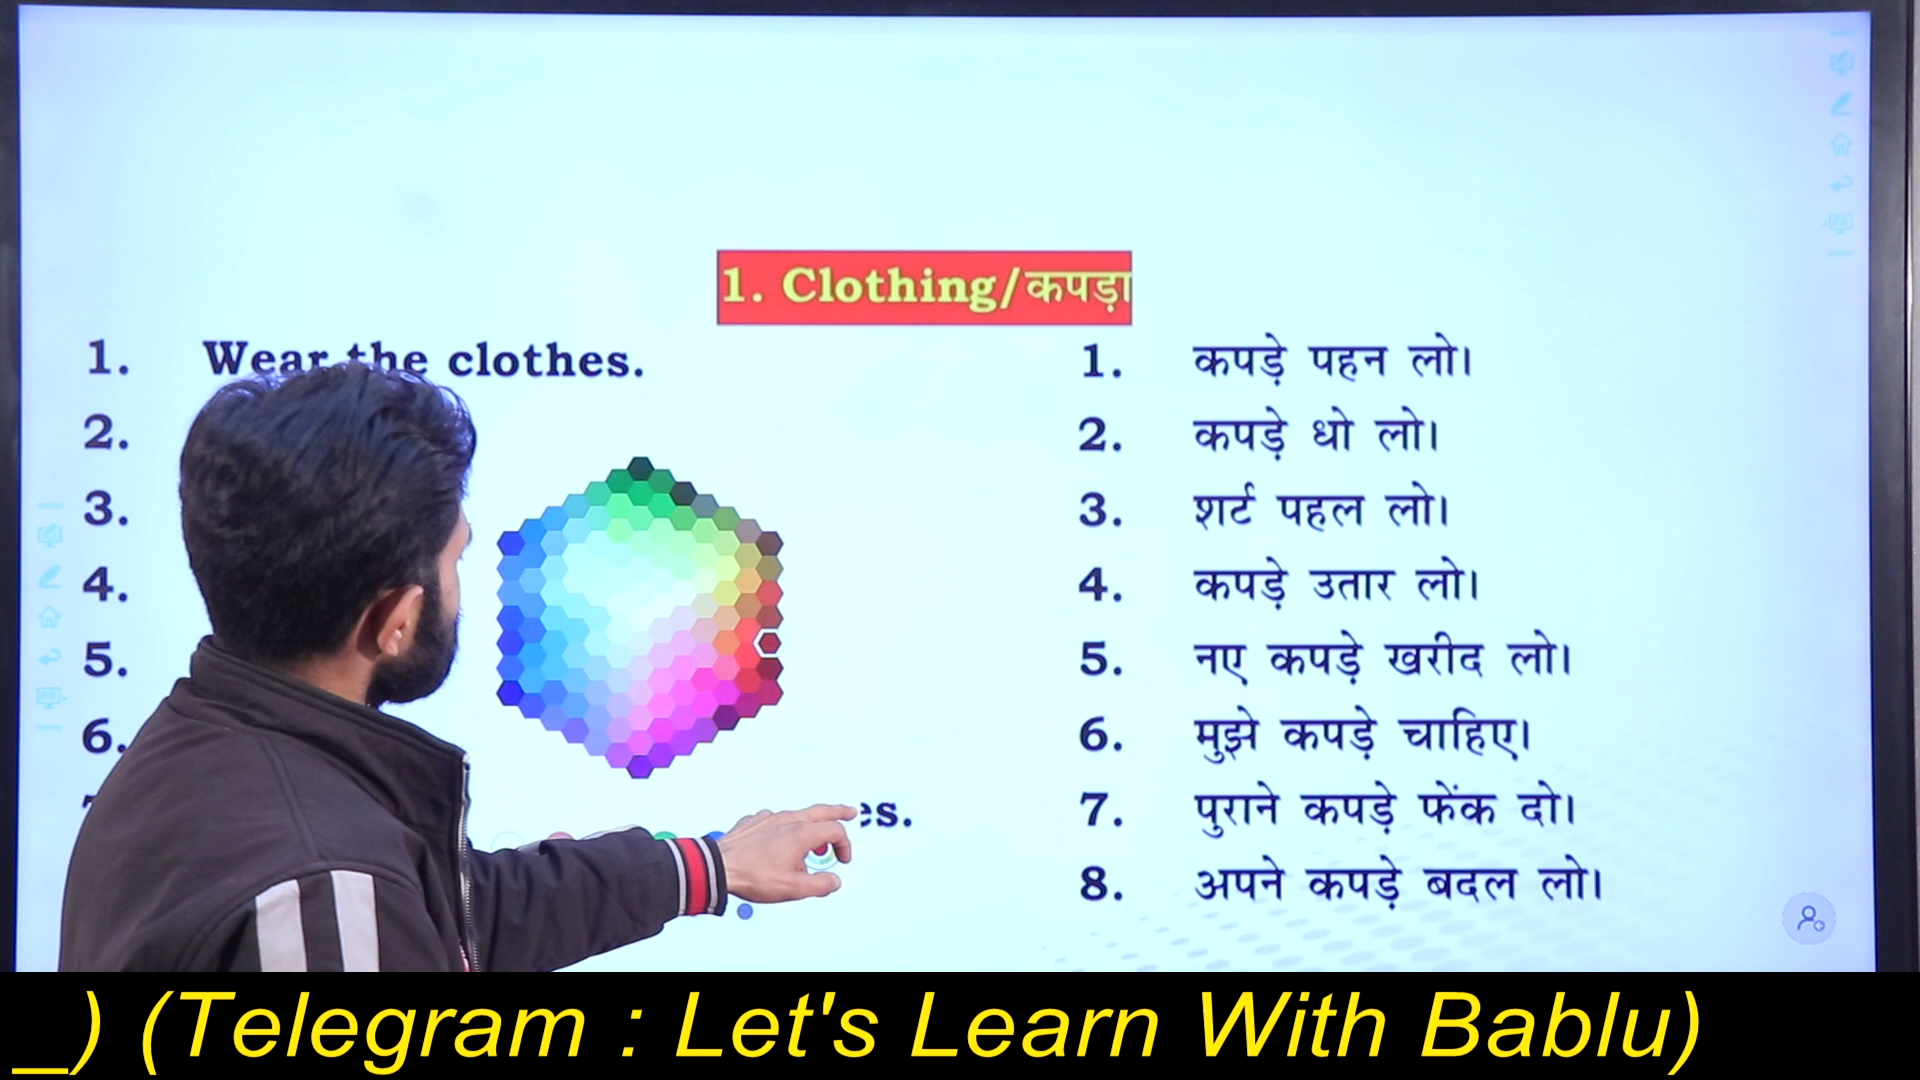 1. Clothing/कपड़ा
1. Wear the clothes.
2.
3.
4.
5.
6.
1. कपड़े पहन लो।
2. कपड़े धो लो।
3. शर्ट पहल लो।
4. कपड़े उतार लो।
5. नए कपड़े खरीद लो।
6. मुझे कपड़े चाहिए।
7. पुराने कपड़े फेंक दो।
8. अपने कपड़े बदल लो।
_) (Telegram : Let's Learn With Bablu)